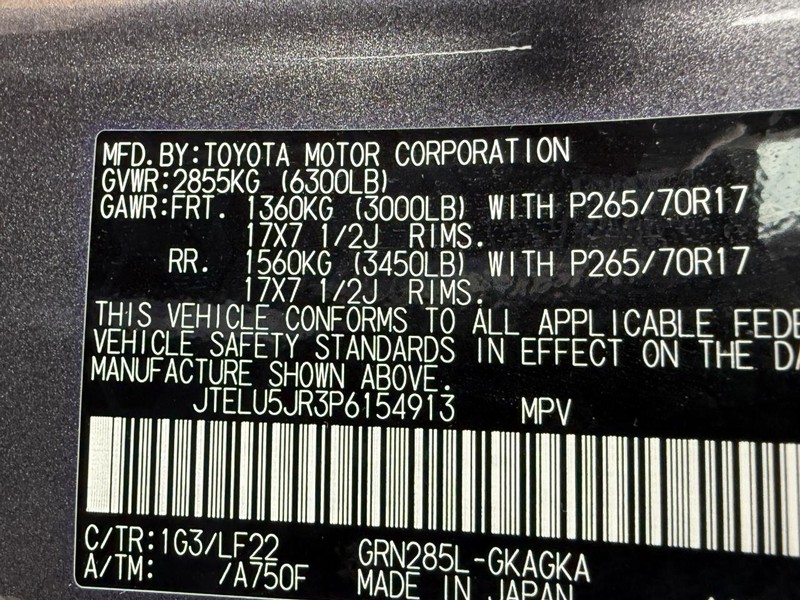 MFD.BY:TOYOTA MOTOR CORPORATION
GVWR:2855KG (6300LB)
GAWR:FRT. 1360KG (3000LB) WITH P265/70R17
17X7 1/2J RIMS.
RR. 1560KG (3450LB) WITH P265/70R17
17X7 1/2J RIMS.
THIS VEHICLE CONFORMS TO ALL APPLICABLE FEDE
VEHICLE SAFETY STANDARDS IN EFFECT ON THE DA
MANUFACTURE SHOWN ABOVE.
JTELU5JR3P6154913 MPV
C/TR:1G3/LF22 GRN285L-GKAGKA
A/TM: /A750F MADE IN JAPAN